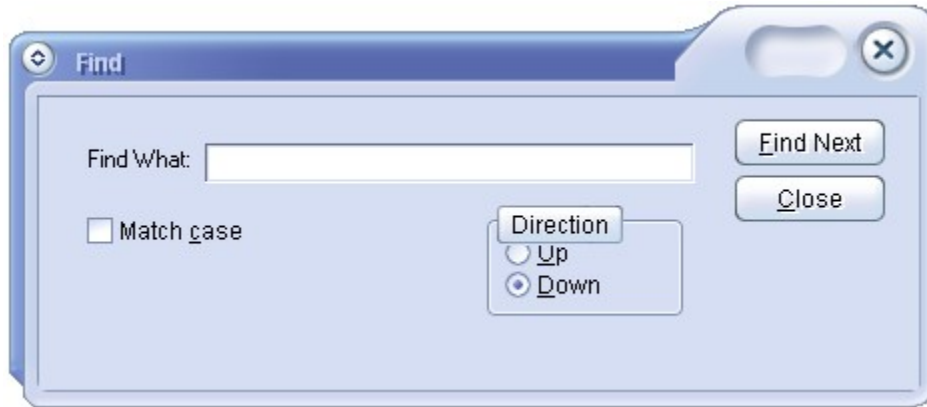 Find
Find What:
Find Next
Close
Match case
Direction
Up
Down